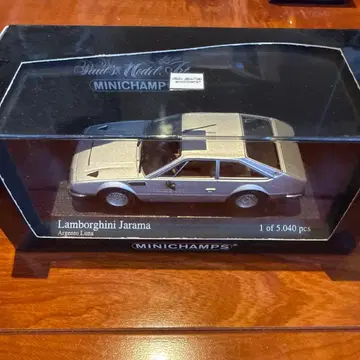 Paul's Model Art
MINICHAMPS
Lamborghini Jarama
Argento Luna
1 of 5.040 pcs
MINICHAMPS